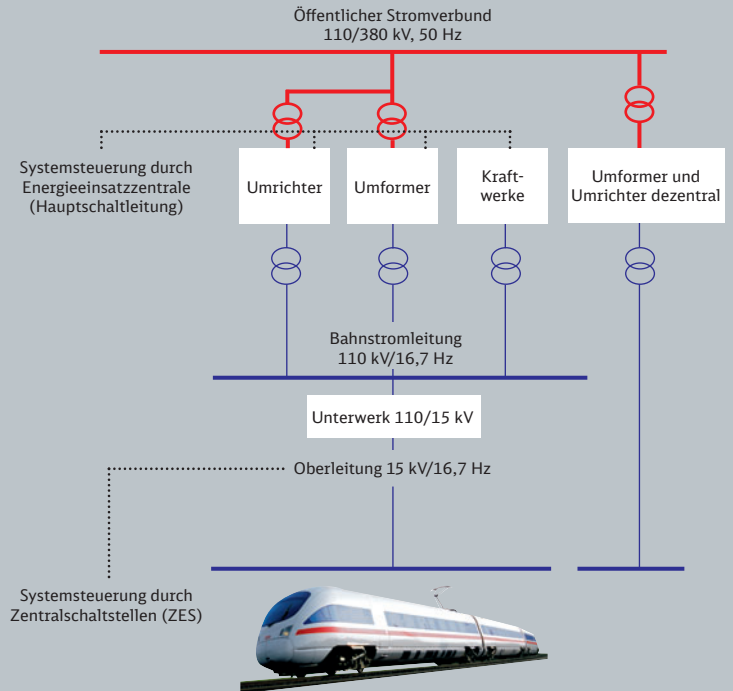 Öffentlicher Stromverbund
110/380 kV, 50 Hz
Systemsteuerung durch
Energieeinsatzzentrale
(Hauptschaltleitung)
Umrichter
Umformer
Kraft-
werke
Umformer und
Umrichter dezentral
Bahnstromleitung
110 kV/16,7 Hz
Unterwerk 110/15 kV
Oberleitung 15 kV/16,7 Hz
Systemsteuerung durch
Zentralschaltstellen (ZES)